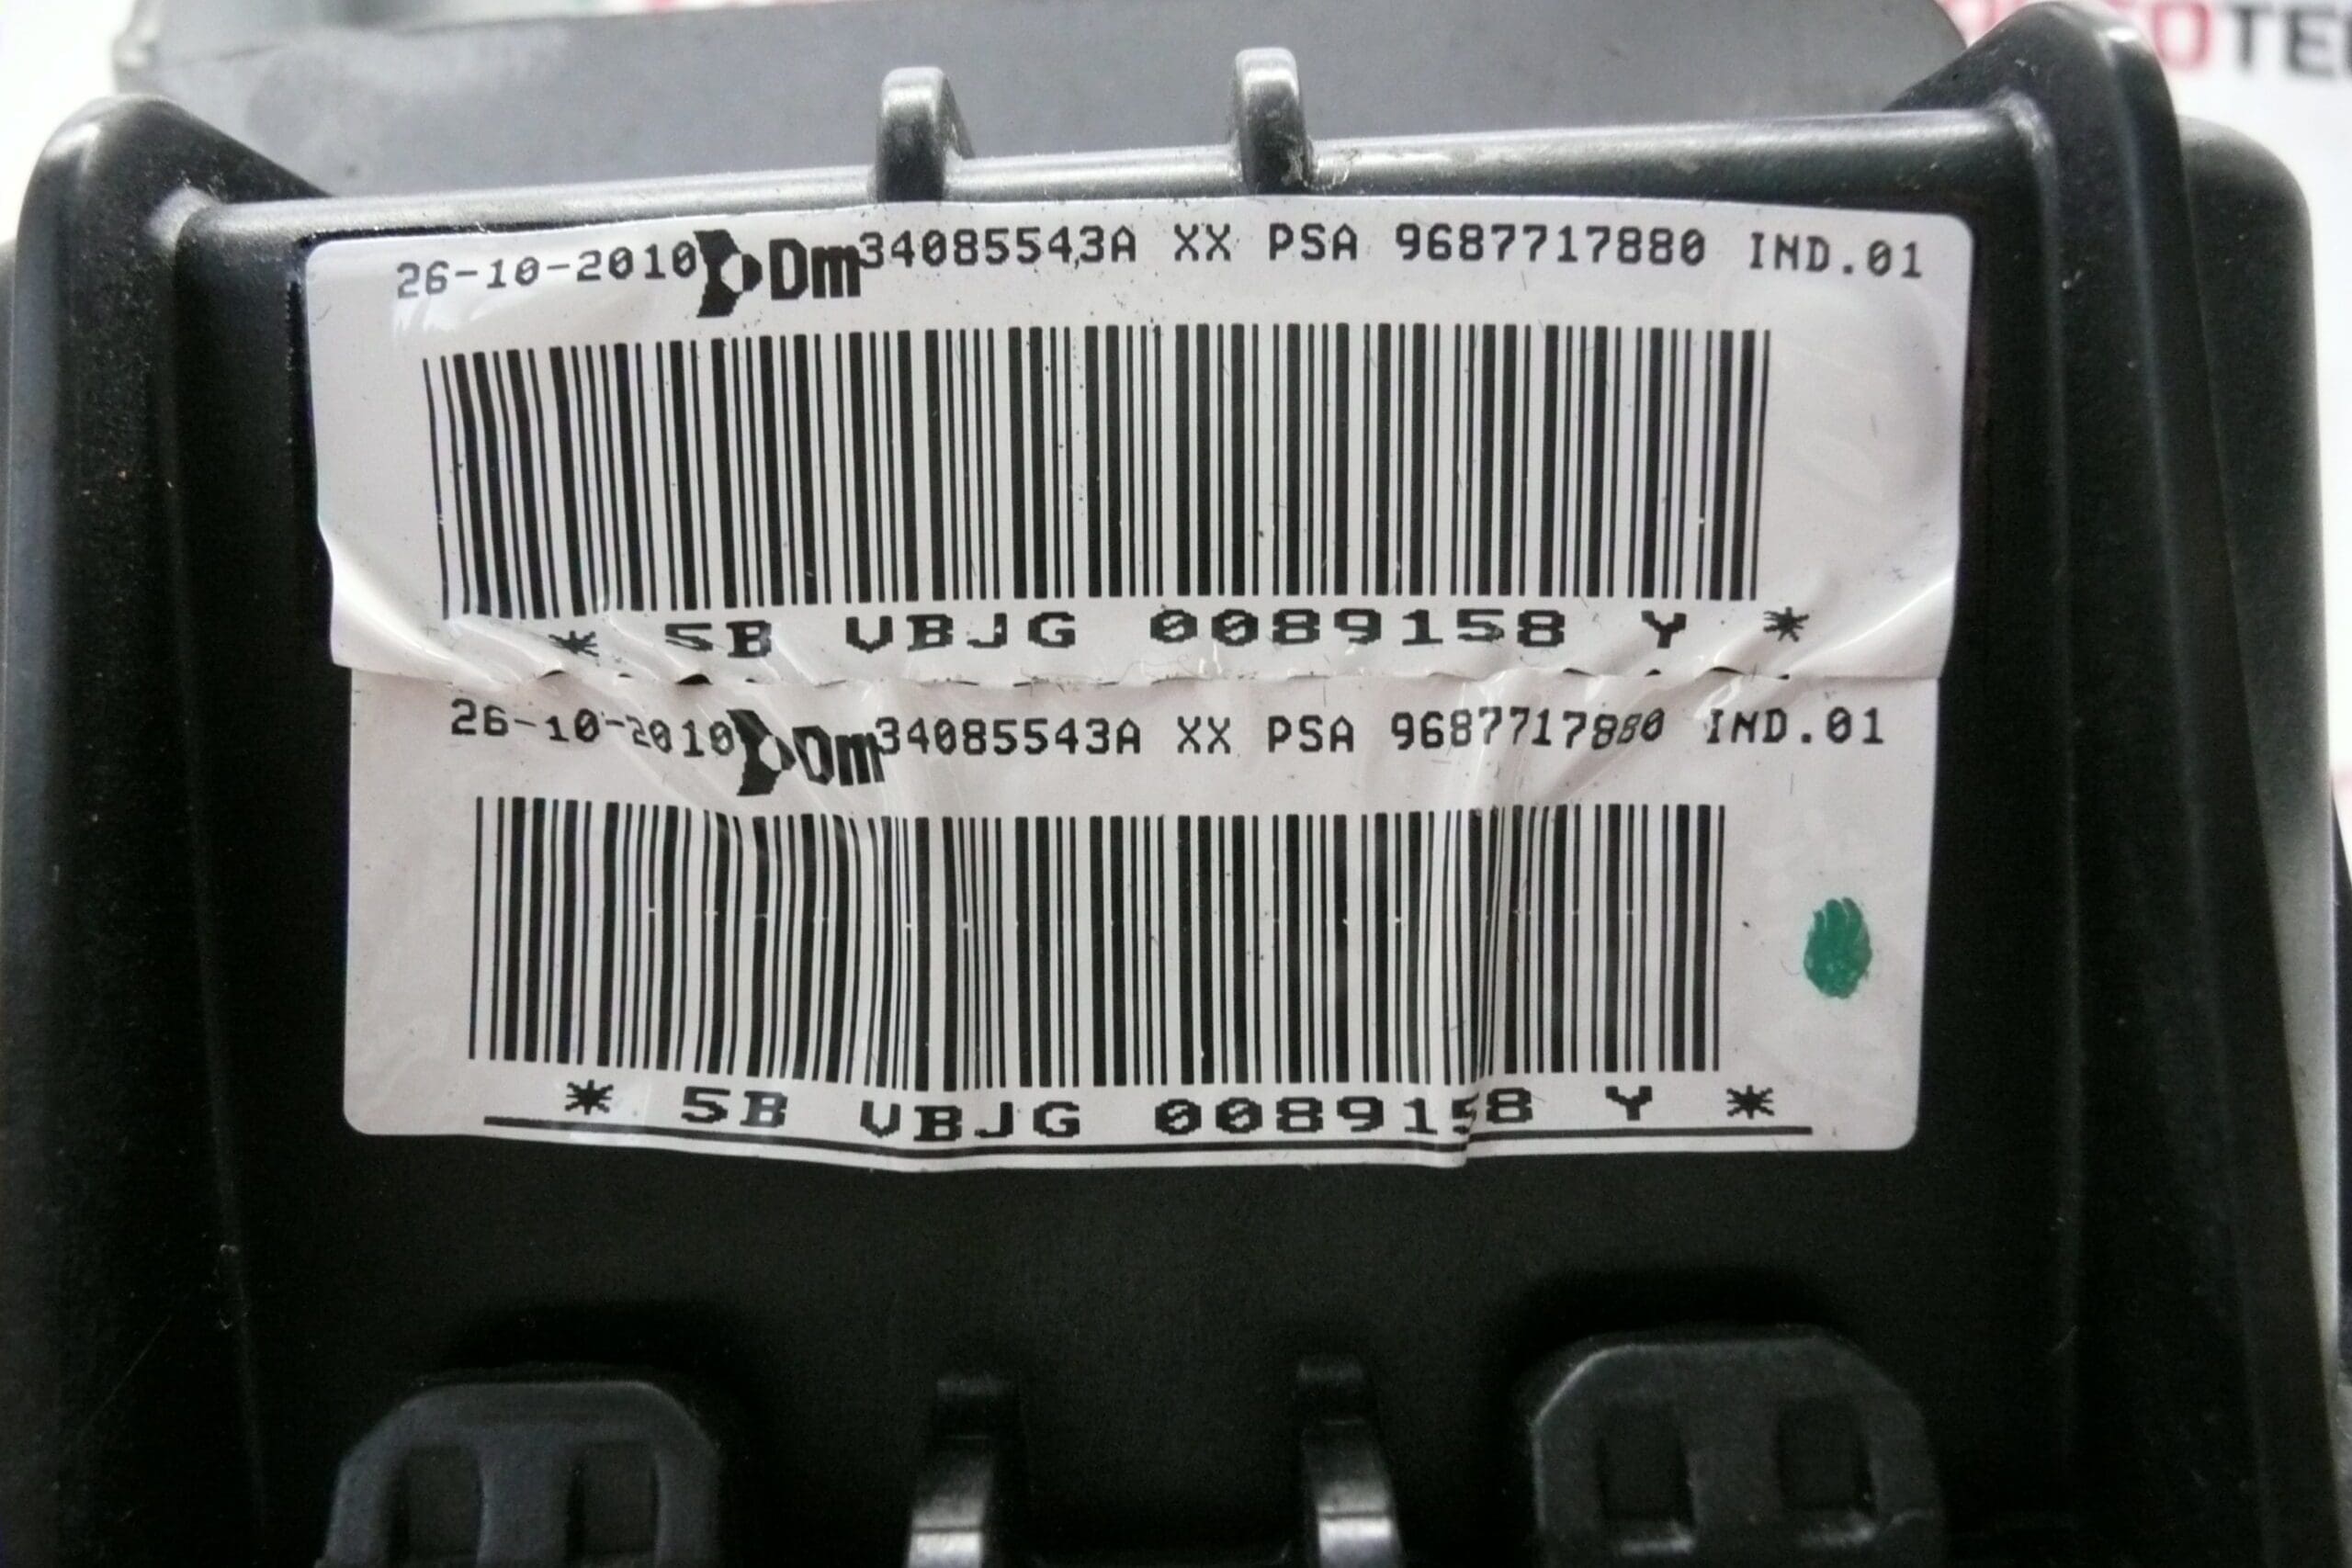 26-10-2010 Dm 34085543A XX PSA 9687717880 IND.01
* 5B VBJG 0089158 Y *
26-10-2010 Dm 34085543A XX PSA 9687717880 IND.01
* 5B VBJG 0089158 Y *